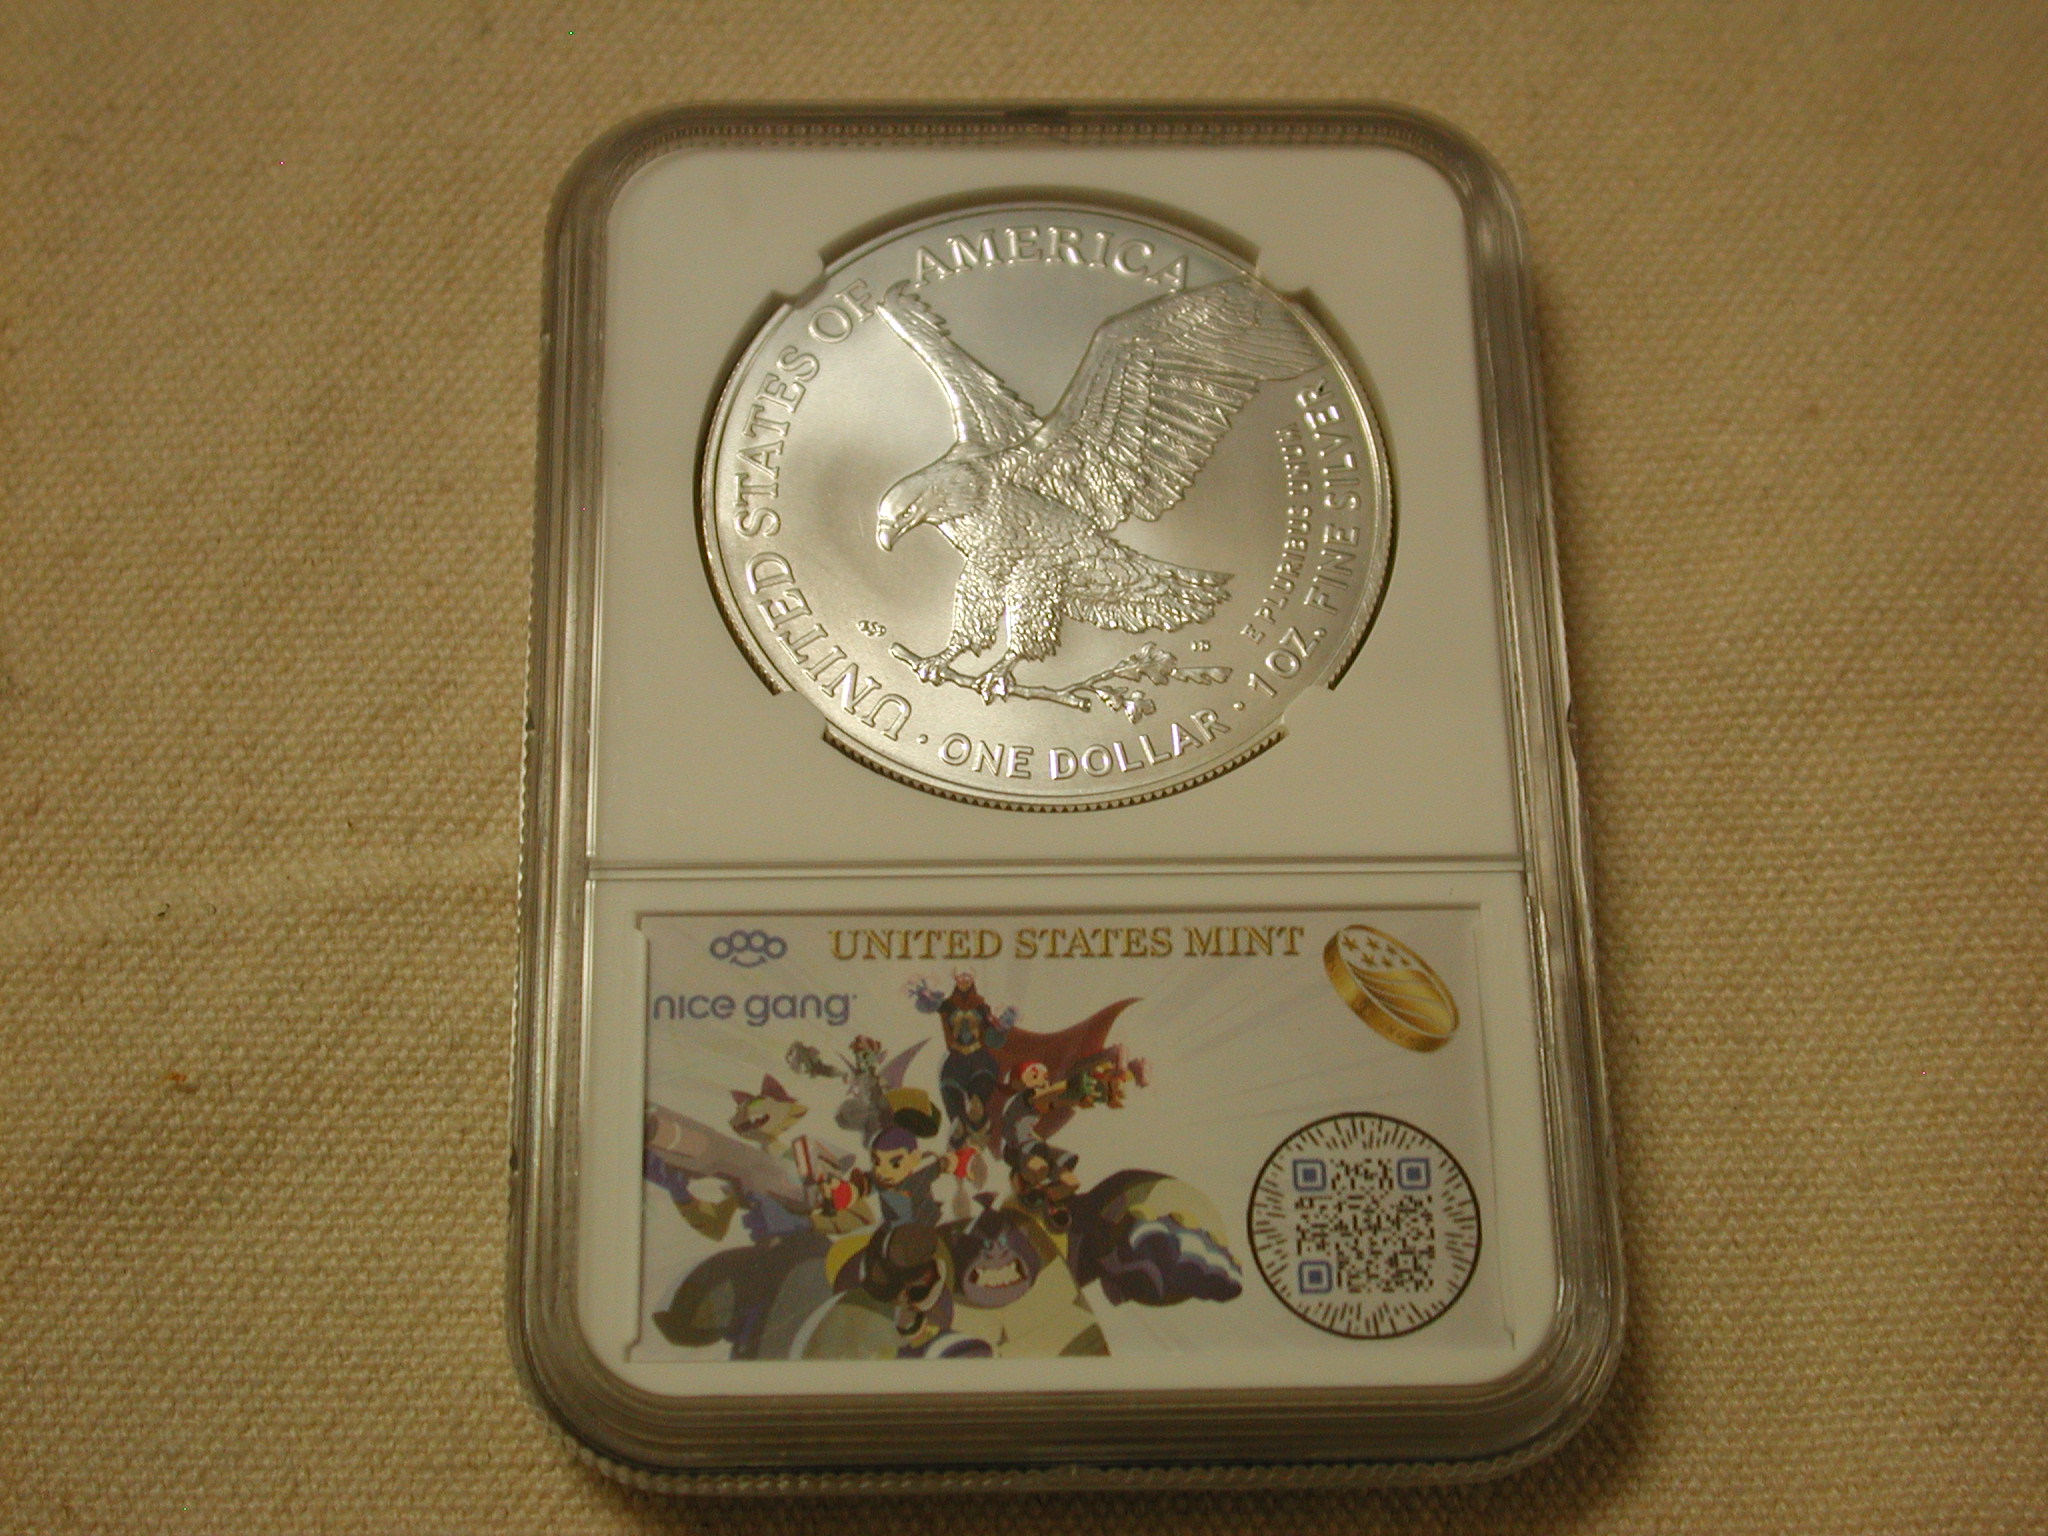 UNITED STATES OF AMERICA
E PLURIBUS UNUM
1 OZ. FINE SILVER
· ONE DOLLAR ·
UNITED STATES MINT
nice gang